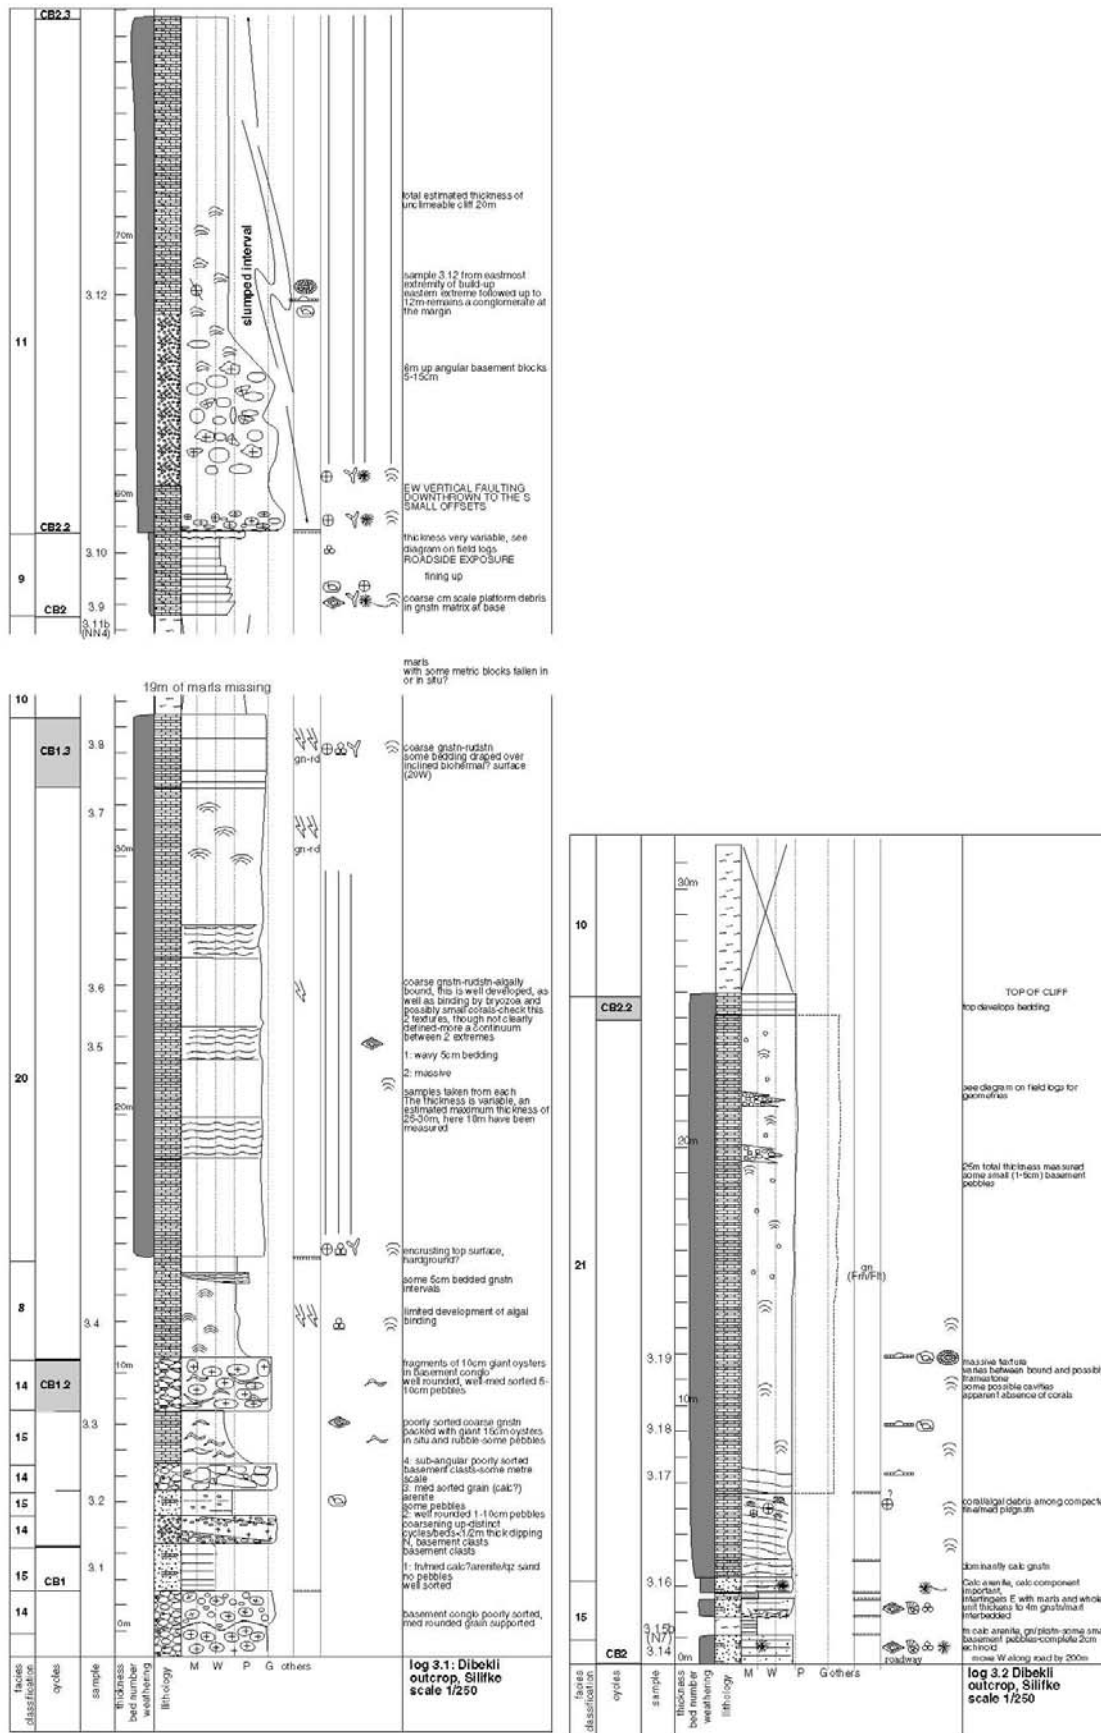 CB2.3
total estimated thickness of
unclimeable cliff 20m
70m
slumped interval
sample 3.12 from eastmost
extremity of build-up
eastern extreme followed up to
12m-remains a conglomerate at
the margin
3.12
11
6m up angular basement blocks
5-15cm
60m
EW VERTICAL FAULTING
DOWNTHROWN TO THE S
SMALL OFFSETS
CB2.2
thickness very variable, see
diagram on field logs
ROADSIDE EXPOSURE
3.10
fining up
9
3.9
coarse cm scale platform debris
in gnstn matrix at base
CB2
3.11b
(NN4)
marls
with some metric blocks fallen in
or in situ?
19m of marls missing
10
CB1.3
3.8
gn-rd
coarse gnstn-rudstn
some bedding draped over
inclined biohermal? surface
(20W)
3.7
30m
gn-rd
3.6
coarse gnstn-rudstn-algally
bound, this is well developed, as
well as binding by bryozoa and
possibly small corals-check this
2 textures, though not clearly
defined-more a continuum
between 2 extremes
3.5
1: wavy 5cm bedding
20
2: massive
samples taken from each
The thickness is variable, an
estimated maximum thickness of
25-30m, here 18m have been
measured
20m
encrusting top surface,
hardground?
some 5cm bedded gnstn
intervals
8
3.4
limited development of algal
binding
10m
fragments of 10cm giant oysters
in basement conglo
well rounded, well-med sorted 5-
10cm pebbles
14
CB1.2
3.3
poorly sorted coarse gnstn
packed with giant 15cm oysters
in situ and rubble-some pebbles
15
4: sub-angular poorly sorted
basement clasts-some metre
scale
14
3: med sorted grain (calc?)
arenite
some pebbles
15
3.2
2: well rounded 1-10cm pebbles
coarsening up-distinct
cycles/beds<1/2m thick dipping
N, basement clasts
basement clasts
14
3.1
1: fn/med calc?arenite/qz sand
no pebbles
well sorted
15
CB1
14
0m
basement conglo poorly sorted,
med rounded grain supported
facies
classification
cycles
sample
thickness
bed number
weathering
lithology
M W P G others
log 3.1: Dibekli
outcrop, Silifke
scale 1/250
30m
10
TOP OF CLIFF
CB2.2
top develops bedding
see diagram on field logs for
geometries
20m
25m total thickness measured
some small (1-5cm) basement
pebbles
21
gn
(Frn/Flt)
3.19
massive texture
varies between bound and possibly
framestone
some possible cavities
apparent absence of corals
10m
3.18
3.17
?
coral/algal debris among compacted
fine/med pkgnstn
dominantly calc gnstn
3.16
Calc arenite, calc component
important,
interfingers E with marls and whole
unit thickens to 4m gnstn/marl
interbedded
15
3.15b
(N7)
fn calc arenite, gn/pkstn-some small
basement pebbles-complete 2cm
echinoid
CB2
3.14
0m
roadway
move W along road by 200m
facies
classification
cycles
sample
thickness
bed number
weathering
lithology
M W P G others
log 3.2 Dibekli
outcrop, Silifke
scale 1/250